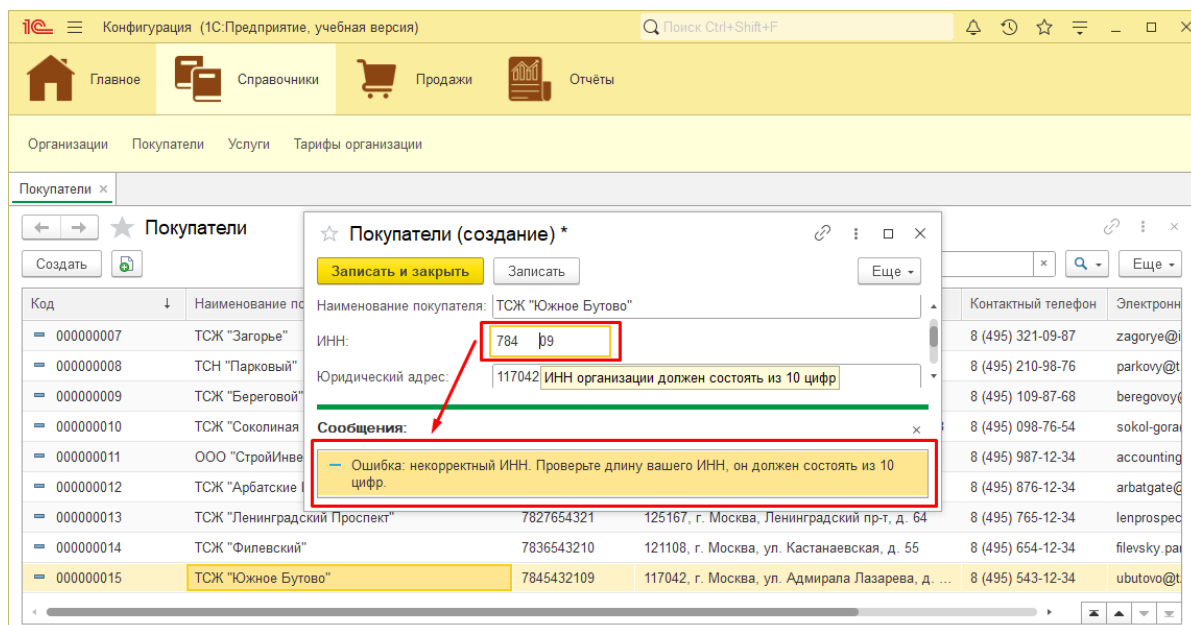 1С Конфигурация (1С:Предприятие, учебная версия) Поиск Ctrl+Shift+F
Главное Справочники Продажи Отчёты
Организации Покупатели Услуги Тарифы организации
Покупатели ×
Покупатели
Создать Еще
Код ↓ Наименование по Контактный телефон Электронн
000000007 ТСЖ "Загорье" 8 (495) 321-09-87 zagorye@i
000000008 ТСН "Парковый" 8 (495) 210-98-76 parkovy@t
000000009 ТСЖ "Береговой" 8 (495) 109-87-68 beregovoy@
000000010 ТСЖ "Соколиная 8 (495) 098-76-54 sokol-gora
000000011 ООО "СтройИнве 8 (495) 987-12-34 accounting
000000012 ТСЖ "Арбатские 8 (495) 876-12-34 arbatgate@
000000013 ТСЖ "Ленинградский Проспект" 7827654321 125167, г. Москва, Ленинградский пр-т, д. 64 8 (495) 765-12-34 lenprospec
000000014 ТСЖ "Филевский" 7836543210 121108, г. Москва, ул. Кастанаевская, д. 55 8 (495) 654-12-34 filevsky.pa
000000015 ТСЖ "Южное Бутово" 7845432109 117042, г. Москва, ул. Адмирала Лазарева, д. ... 8 (495) 543-12-34 ubutovo@t
Покупатели (создание) *
Записать и закрыть Записать Еще
Наименование покупателя: ТСЖ "Южное Бутово"
ИНН: 784 09
Юридический адрес: 117042
ИНН организации должен состоять из 10 цифр
Сообщения:
Ошибка: некорректный ИНН. Проверьте длину вашего ИНН, он должен состоять из 10
цифр.